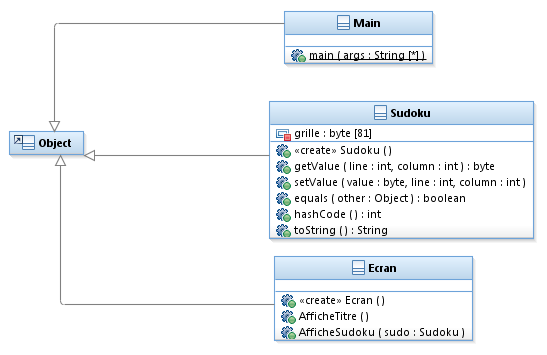 Main
main ( args : String [*] )
Object
Sudoku
grille : byte [81]
«create» Sudoku ( )
getValue ( line : int, column : int ) : byte
setValue ( value : byte, line : int, column : int )
equals ( other : Object ) : boolean
hashCode ( ) : int
toString ( ) : String
Ecran
«create» Ecran ( )
AfficheTitre ( )
AfficheSudoku ( sudo : Sudoku )